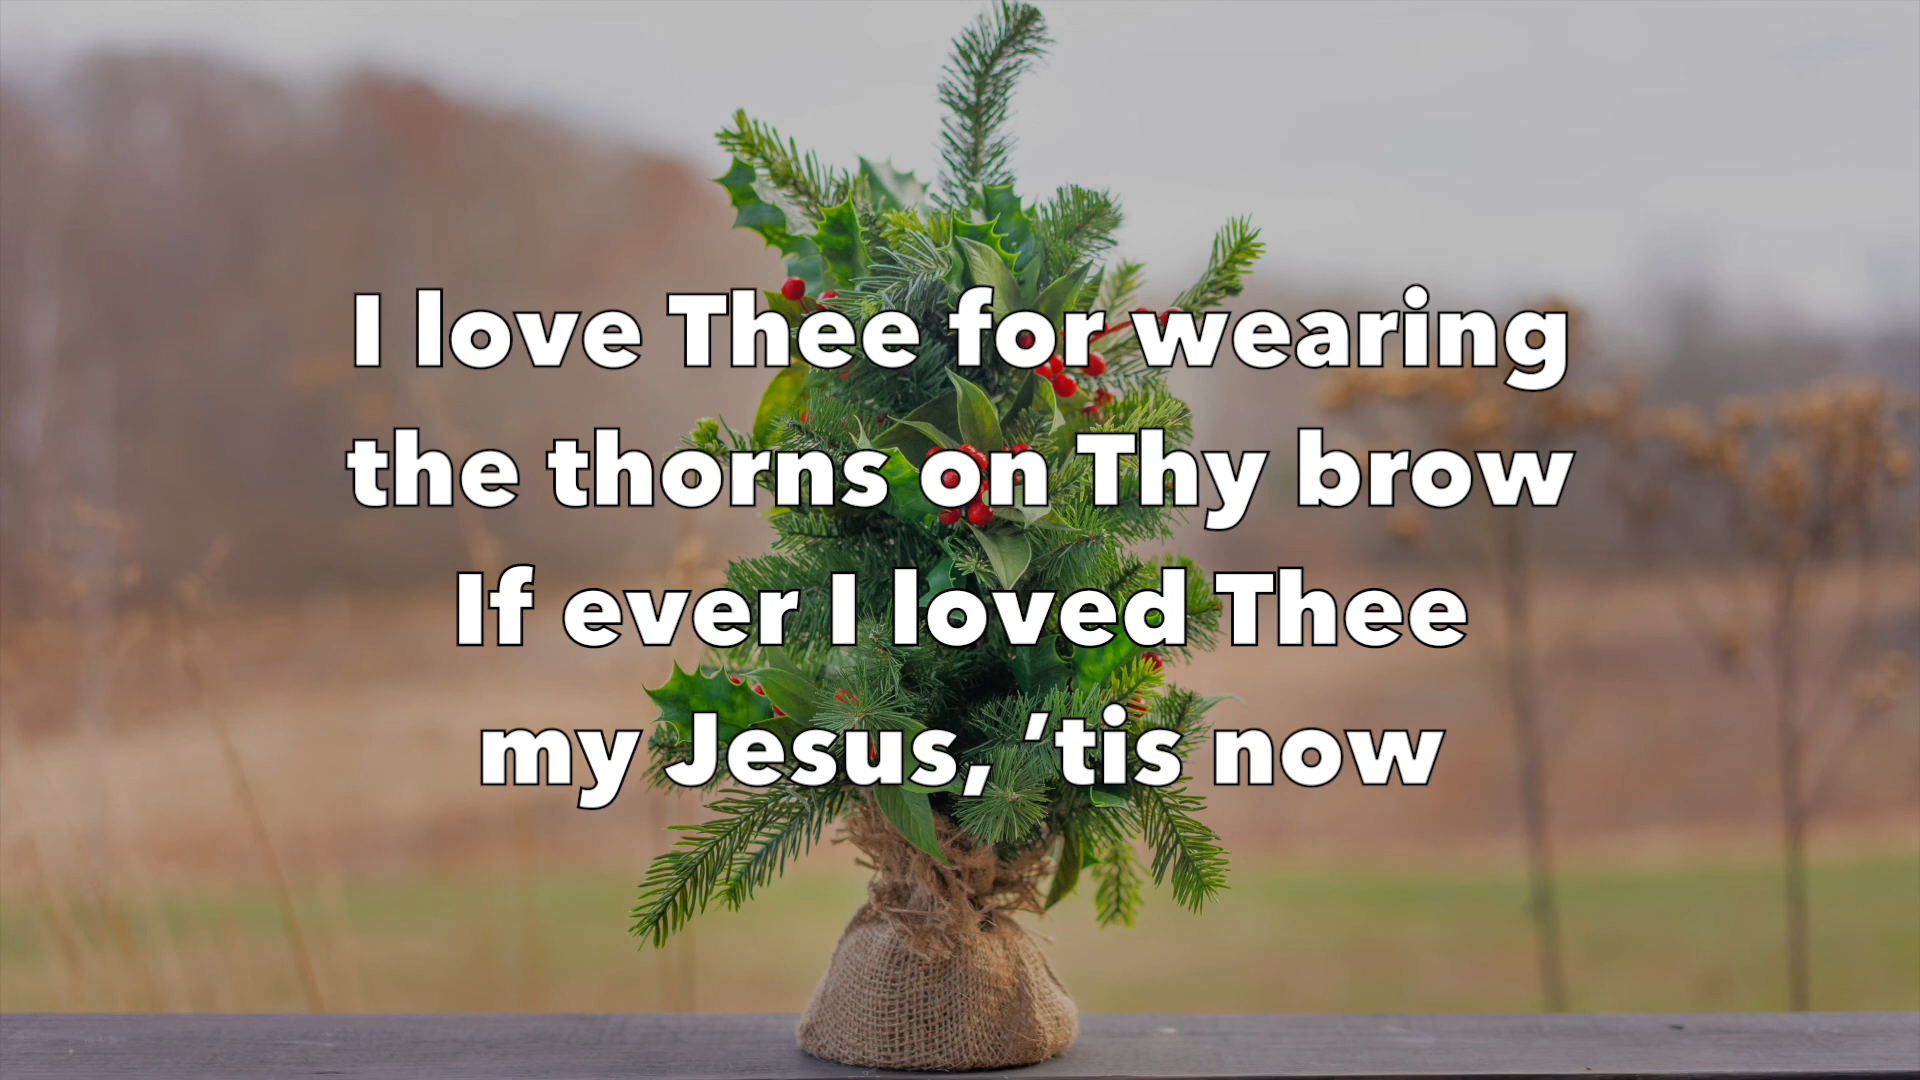 I love Thee for wearing
the thorns on Thy brow
If ever I loved Thee
my Jesus, ’tis now